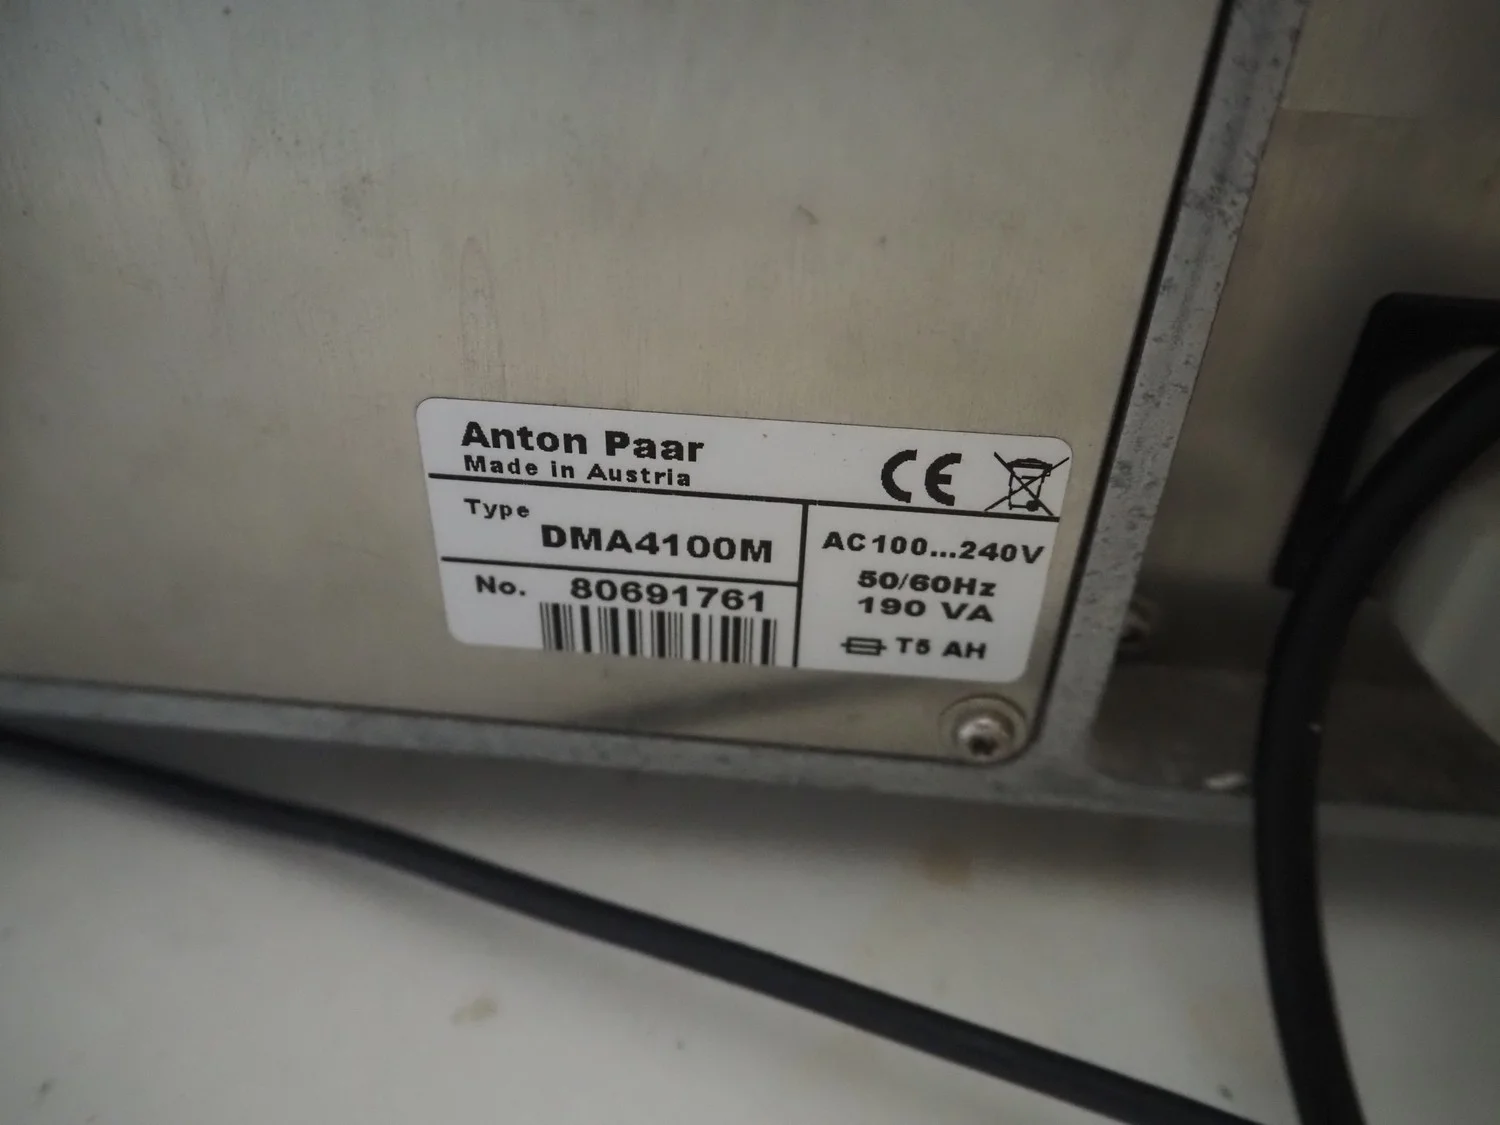 Anton Paar
Made in Austria
CE
Type
DMA4100M
No. 80691761
AC100...240V
50/60Hz
190 VA
T5 AH